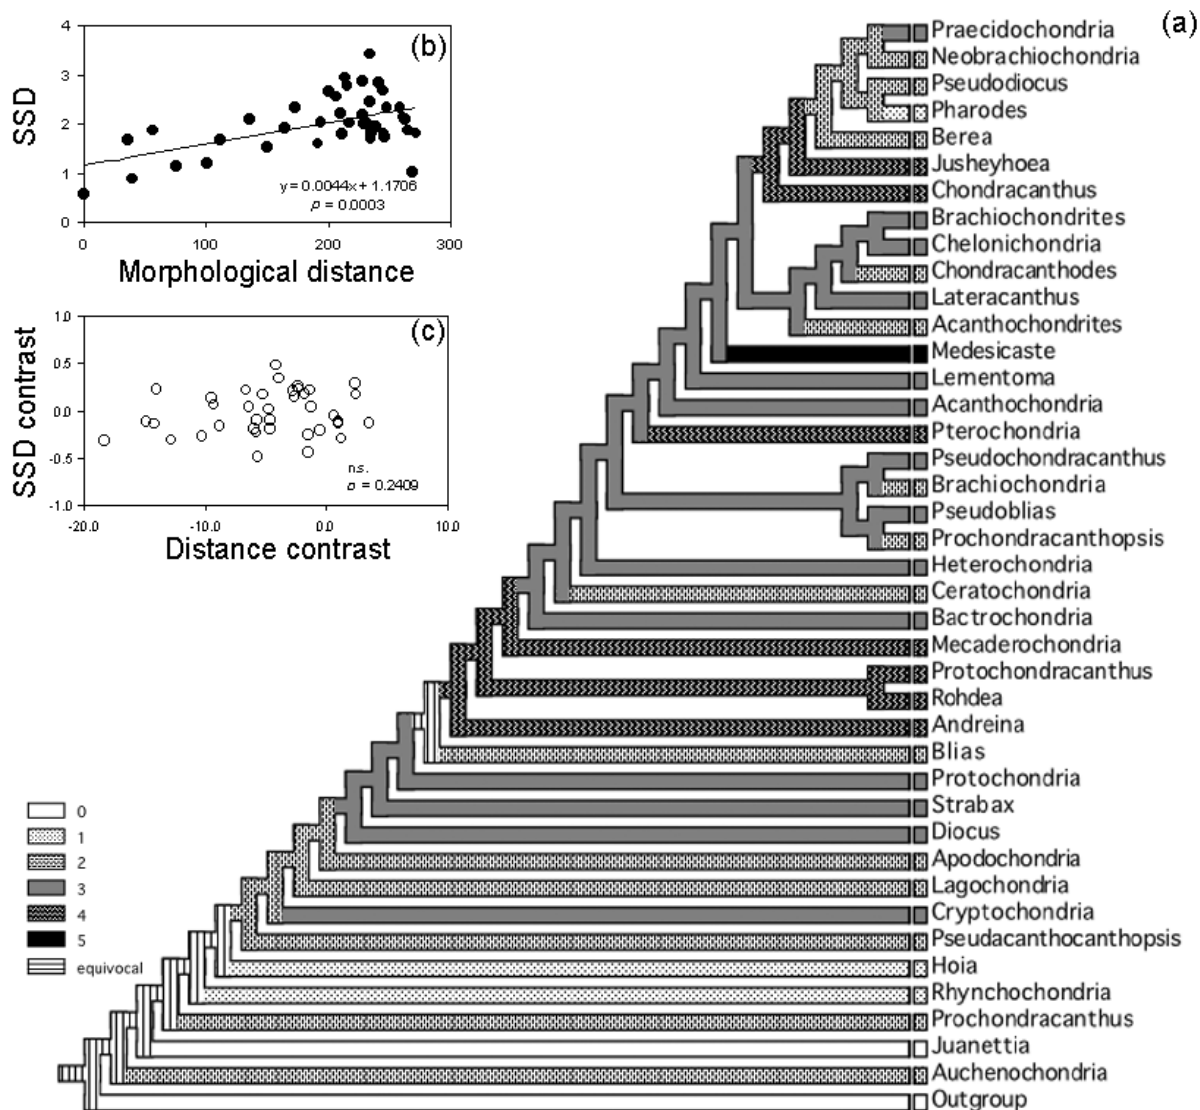 (a)
Praecidochondria
Neobrachiochondria
Pseudodiocus
Pharodes
Berea
Jusheyhoea
Chondracanthus
Brachiochondrites
Chelonichondria
Chondracanthodes
Lateracanthus
Acanthochondrites
Medesicaste
Lernentoma
Acanthochondria
Pterochondria
Pseudochondracanthus
Brachiochondria
Pseudoblias
Prochondracanthopsis
Heterochondria
Ceratochondria
Bactrochondria
Mecaderochondria
Protochondracanthus
Rohdea
Andreina
Blias
Protochondria
Strabax
Diocus
Apodochondria
Lagochondria
Cryptochondria
Pseudacanthocanthopsis
Hoia
Rhynchochondria
Prochondracanthus
Juanettia
Auchenochondria
Outgroup
0
1
2
3
4
5
equivocal
(b)
SSD
4
3
2
1
0
y = 0.0044x + 1.1706
p = 0.0003
0 100 200 300
Morphological distance
(c)
SSD contrast
1.0
0.5
0.0
-0.5
-1.0
n.s.
p = 0.2409
-20.0 -10.0 0.0 10.0
Distance contrast